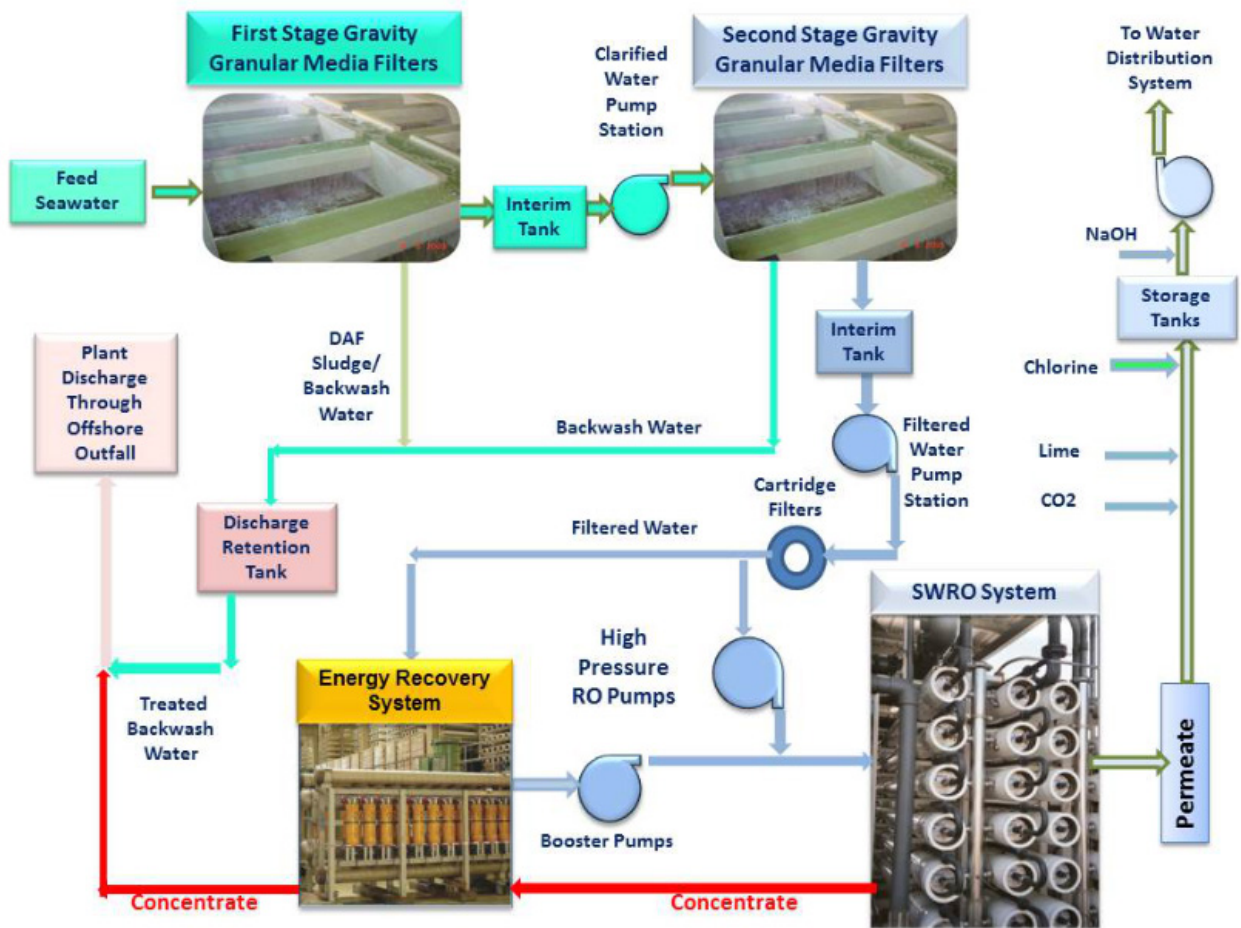 First Stage Gravity
Granular Media Filters
Clarified
Water
Pump
Station
Second Stage Gravity
Granular Media Filters
To Water
Distribution
System
Feed
Seawater
Interim
Tank
NaOH
Storage
Tanks
Plant
Discharge
Through
Offshore
Outfall
DAF
Sludge/
Backwash
Water
Interim
Tank
Chlorine
Backwash Water
Filtered
Water
Pump
Station
Lime
CO2
Cartridge
Filters
Filtered Water
Discharge
Retention
Tank
SWRO System
High
Pressure
RO Pumps
Energy Recovery
System
Treated
Backwash
Water
Permeate
Booster Pumps
Concentrate
Concentrate